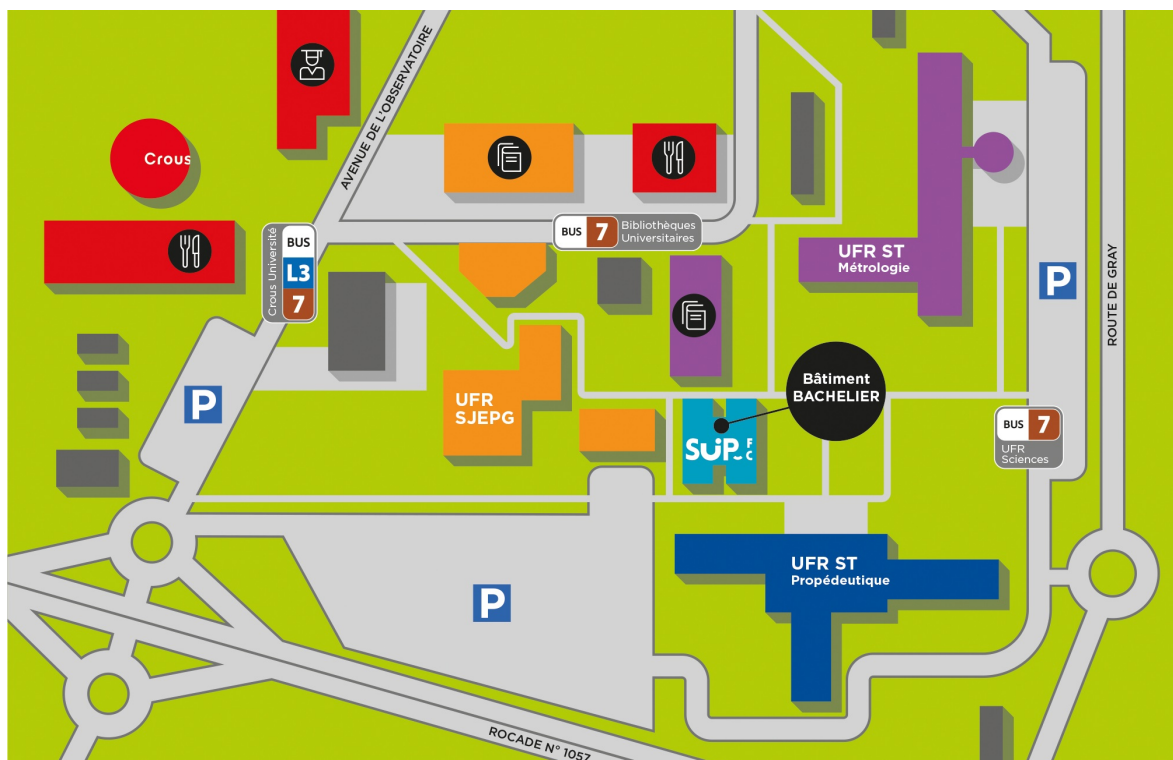 AVENUE DE L'OBSERVATOIRE
Crous
Crous Université
BUS
L3
7
BUS 7
Bibliothèques
Universitaires
UFR ST
Métrologie
P
ROUTE DE GRAY
P
UFR
SJEPG
Bâtiment
BACHELIER
SUP
F
C
BUS 7
UFR
Sciences
UFR ST
Propédeutique
P
ROCADE N° 1057